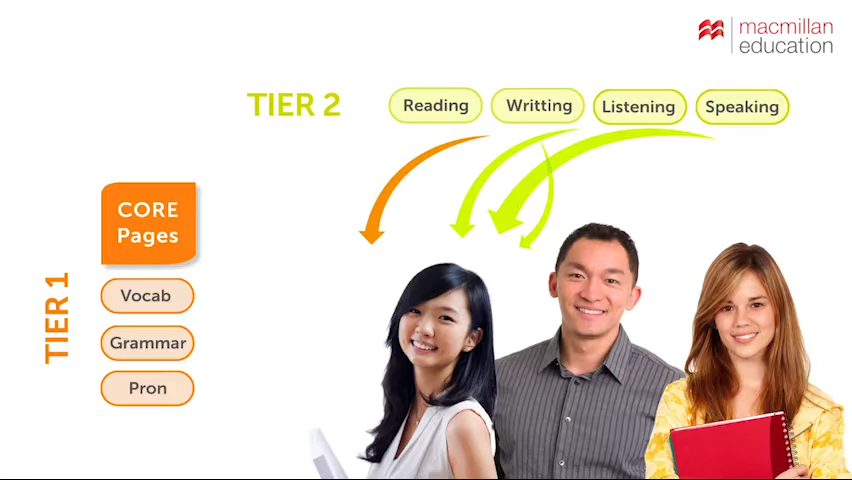 macmillan
education
TIER 2
Reading
Writting
Listening
Speaking
CORE
Pages
TIER 1
Vocab
Grammar
Pron